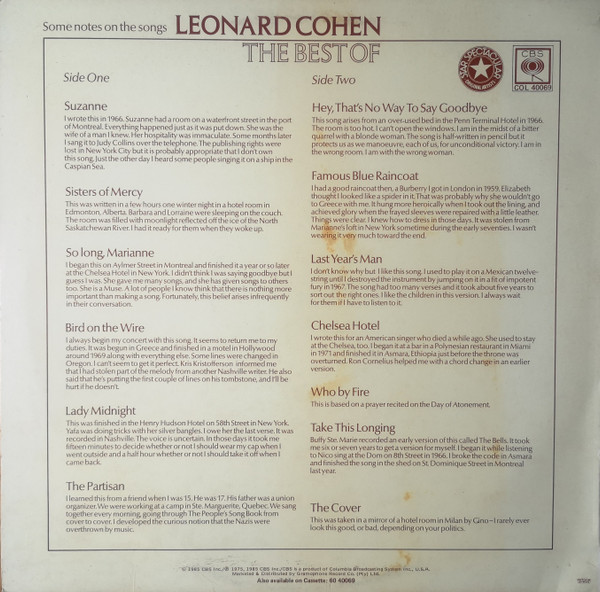 Some notes on the songs LEONARD COHEN
THE BEST OF
STAR SPECTACULAR
ORIGINAL ARTISTS
CBS
COL 40069
Side One
Suzanne
I wrote this in 1966. Suzanne had a room on a waterfront street in the port
of Montreal. Everything happened just as it was put down. She was the
wife of a man I knew. Her hospitality was immaculate. Some months later
I sang it to Judy Collins over the telephone. The publishing rights were
lost in New York City but it is probably appropriate that I don't own
this song. Just the other day I heard some people singing it on a ship in the
Caspian Sea.
Sisters of Mercy
This was written in a few hours one winter night in a hotel room in
Edmonton, Alberta. Barbara and Lorraine were sleeping on the couch.
The room was filled with moonlight reflected off the ice of the North
Saskatchewan River. I had it ready for them when they woke up.
So long, Marianne
I began this on Aylmer Street in Montreal and finished it a year or so later
at the Chelsea Hotel in New York. I didn't think I was saying goodbye but I
guess I was. She gave me many songs, and she has given songs to others
too. She is a Muse. A lot of people I know think that there is nothing more
important than making a song. Fortunately, this belief arises infrequently
in their conversation.
Bird on the Wire
I always begin my concert with this song. It seems to return me to my
duties. It was begun in Greece and finished in a motel in Hollywood
around 1969 along with everything else. Some lines were changed in
Oregon. I can't seem to get it perfect. Kris Kristofferson informed me
that I had stolen part of the melody from another Nashville writer. He also
said that he's putting the first couple of lines on his tombstone, and I'll be
hurt if he doesn't.
Lady Midnight
This was finished in the Henry Hudson Hotel on 58th Street in New York.
Yafa was doing tricks with her silver bangles. I owe her the last verse. It was
recorded in Nashville. The voice is uncertain. In those days it took me
fifteen minutes to decide whether or not I should wear my cap when I
went outside and a half hour whether or not I should take it off when I
came back.
The Partisan
I learned this from a friend when I was 15. He was 17. His father was a union
organizer. We were working at a camp in Ste. Marguerite, Quebec. We sang
together every morning, going through The People's Song Book from
cover to cover. I developed the curious notion that the Nazis were
overthrown by music.
Side Two
Hey, That's No Way To Say Goodbye
This song arises from an over-used bed in the Penn Terminal Hotel in 1966.
The room is too hot. I can't open the windows. I am in the midst of a bitter
quarrel with a blonde woman. The song is half-written in pencil but it
protects us as we manoeuvre, each of us, for unconditional victory. I am in
the wrong room. I am with the wrong woman.
Famous Blue Raincoat
I had a good raincoat then, a Burberry I got in London in 1959. Elizabeth
thought I looked like a spider in it. That was probably why she wouldn't go
to Greece with me. It hung more heroically when I took out the lining, and
achieved glory when the frayed sleeves were repaired with a little leather.
Things were clear. I knew how to dress in those days. It was stolen from
Marianne's loft in New York sometime during the early seventies. I wasn't
wearing it very much toward the end.
Last Year's Man
I don't know why but I like this song. I used to play it on a Mexican twelve-
string until I destroyed the instrument by jumping on it in a fit of impotent
fury in 1967. The song had too many verses and it took about five years to
sort out the right ones. I like the children in this version. I always wait
for them if I have to listen to it.
Chelsea Hotel
I wrote this for an American singer who died a while ago. She used to stay
at the Chelsea, too. I began it at a bar in a Polynesian restaurant in Miami
in 1971 and finished it in Asmara, Ethiopia just before the throne was
overturned. Ron Cornelius helped me with a chord change in an earlier
version.
Who by Fire
This is based on a prayer recited on the Day of Atonement.
Take This Longing
Buffy Ste. Marie recorded an early version of this called The Bells. It took
me six or seven years to get a version for myself. I began it while listening
to Nico sing at the Dom on 8th Street in 1966. I broke the code in Asmara
and finished the song in the shed on St. Dominique Street in Montreal
last year.
The Cover
This was taken in a mirror of a hotel room in Milan by Gino–I rarely ever
look this good, or bad, depending on your politics.
Marketed & Distributed by Gramophone Record Co (Pty) Ltd.
Also available on Cassette: 60 40069